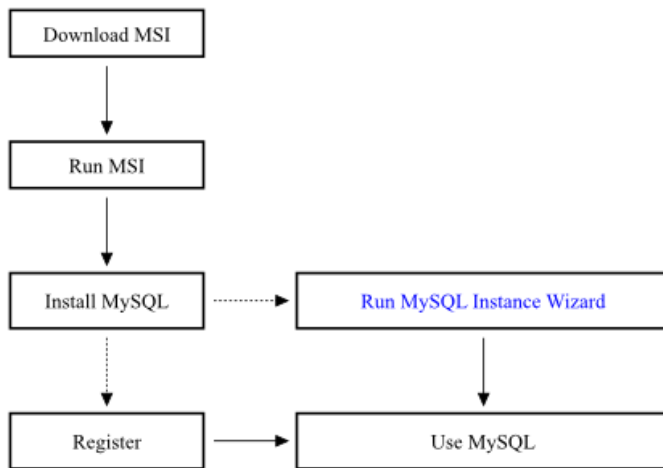 Download MSI
Run MSI
Install MySQL
Run MySQL Instance Wizard
Register
Use MySQL